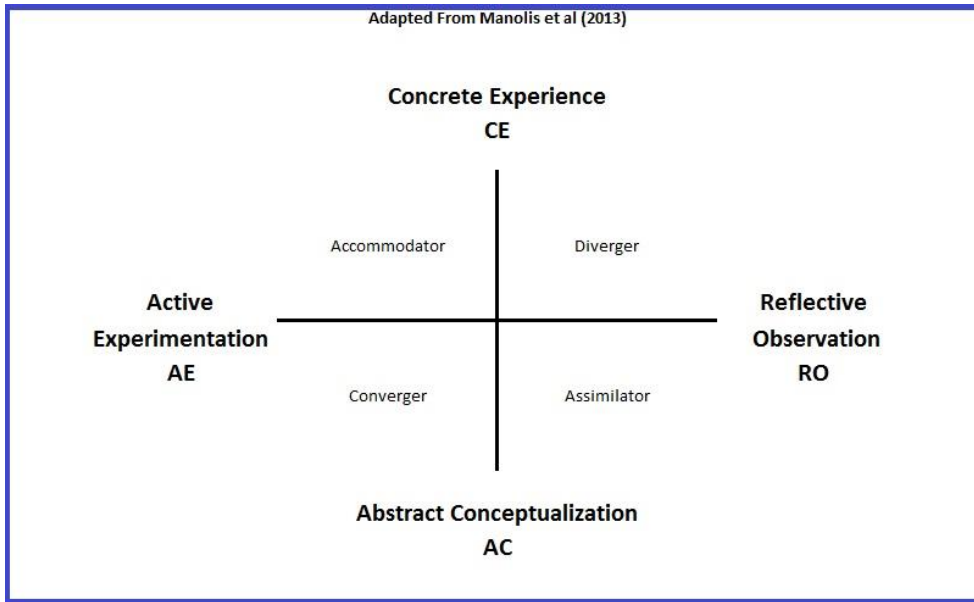 Adapted From Manolis et al (2013)
Concrete Experience
CE
Accommodator
Diverger
Active
Experimentation
AE
Reflective
Observation
RO
Converger
Assimilator
Abstract Conceptualization
AC